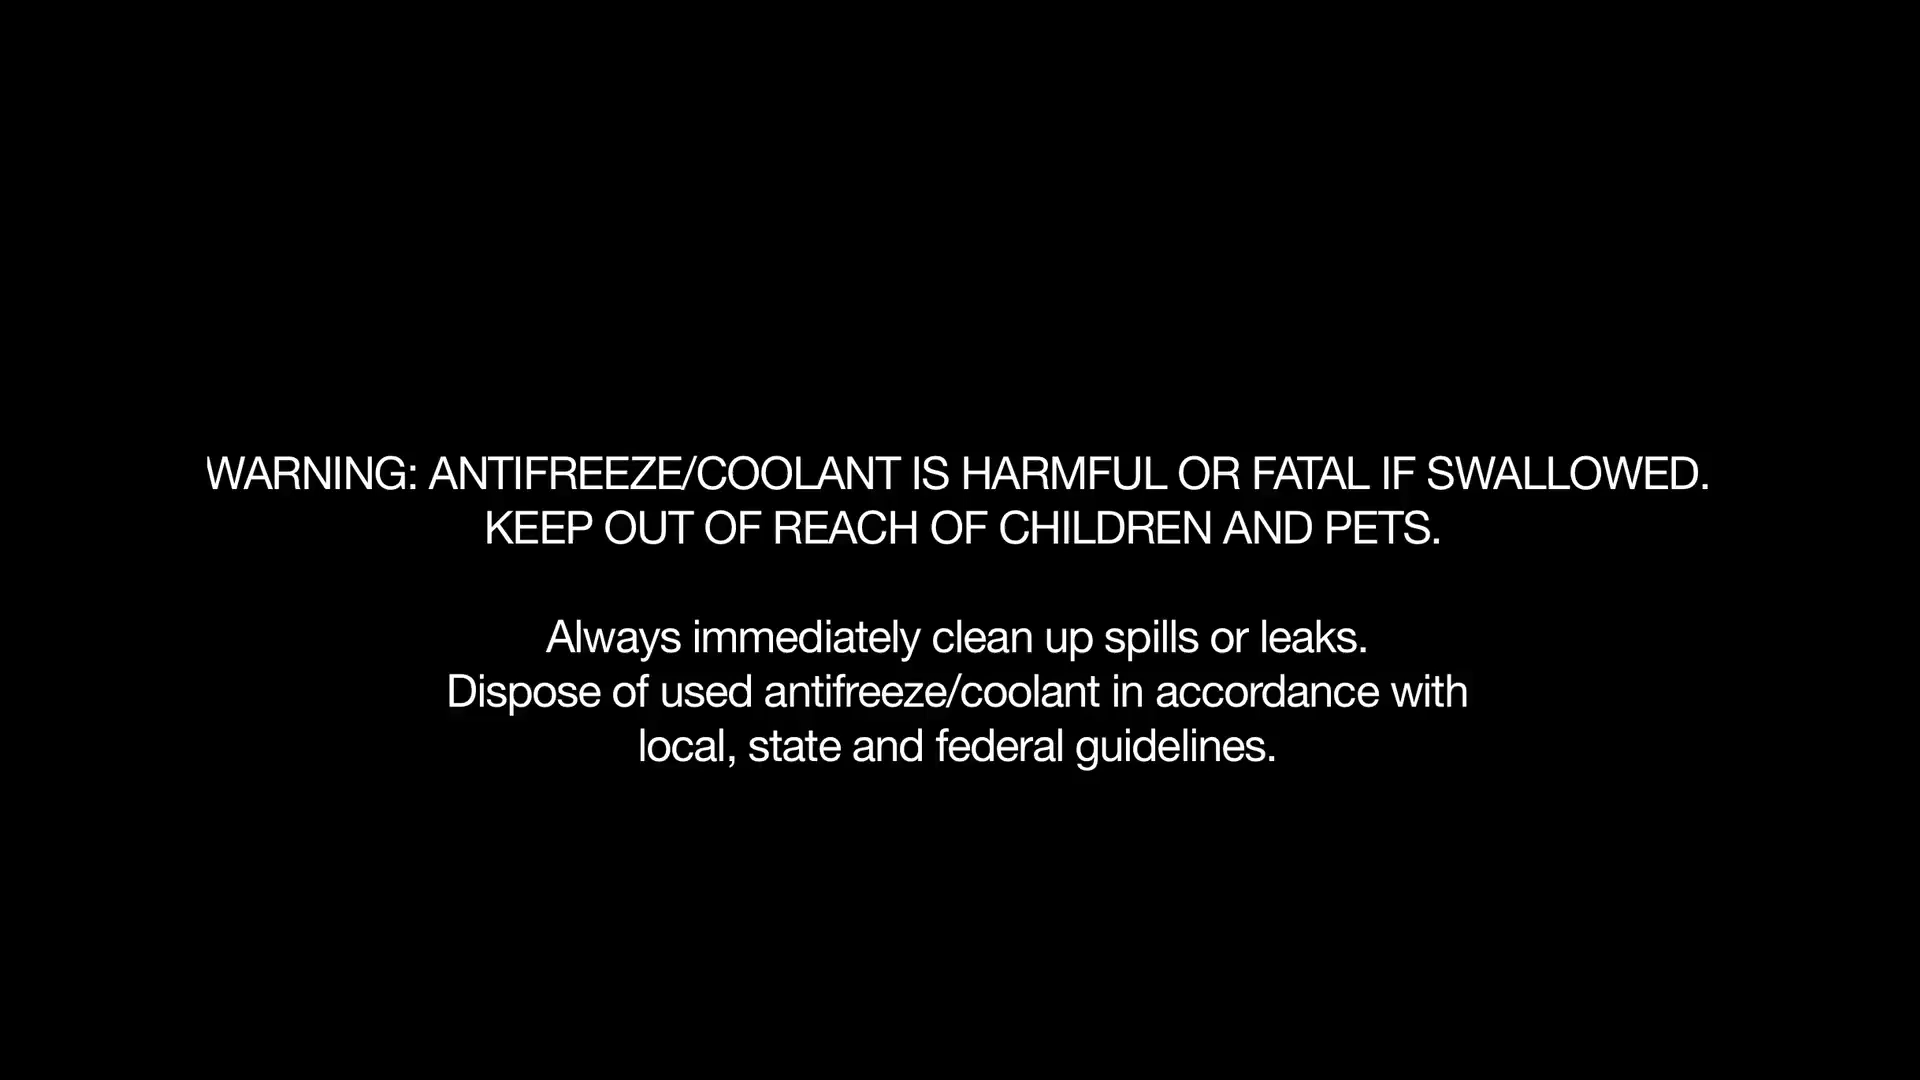 WARNING: ANTIFREEZE/COOLANT IS HARMFUL OR FATAL IF SWALLOWED.
KEEP OUT OF REACH OF CHILDREN AND PETS.
Always immediately clean up spills or leaks.
Dispose of used antifreeze/coolant in accordance with
local, state and federal guidelines.